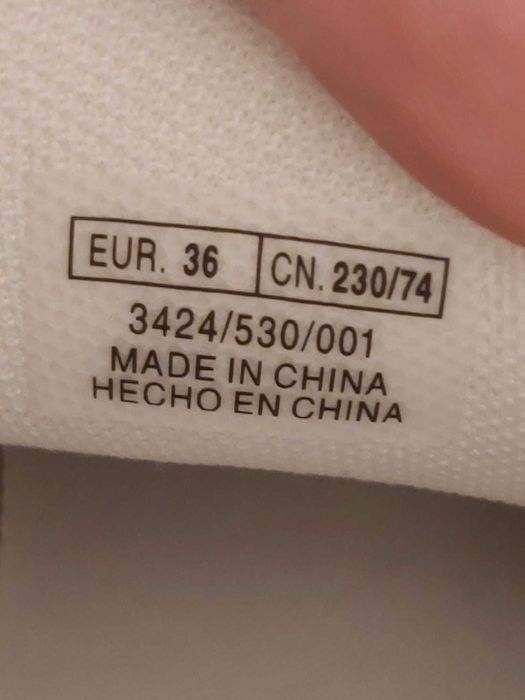 EUR. 36 CN. 230/74
3424/530/001
MADE IN CHINA
HECHO EN CHINA